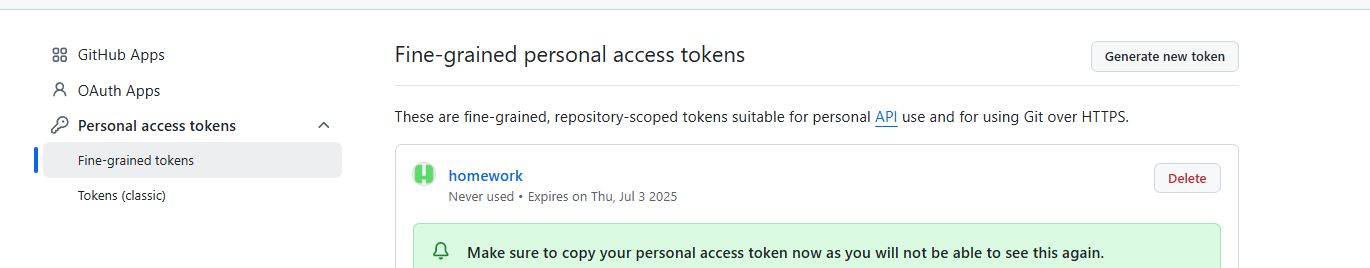 GitHub Apps
OAuth Apps
Personal access tokens
Fine-grained tokens
Tokens (classic)
Fine-grained personal access tokens
Generate new token
These are fine-grained, repository-scoped tokens suitable for personal API use and for using Git over HTTPS.
homework
Delete
Never used • Expires on Thu, Jul 3 2025
Make sure to copy your personal access token now as you will not be able to see this again.